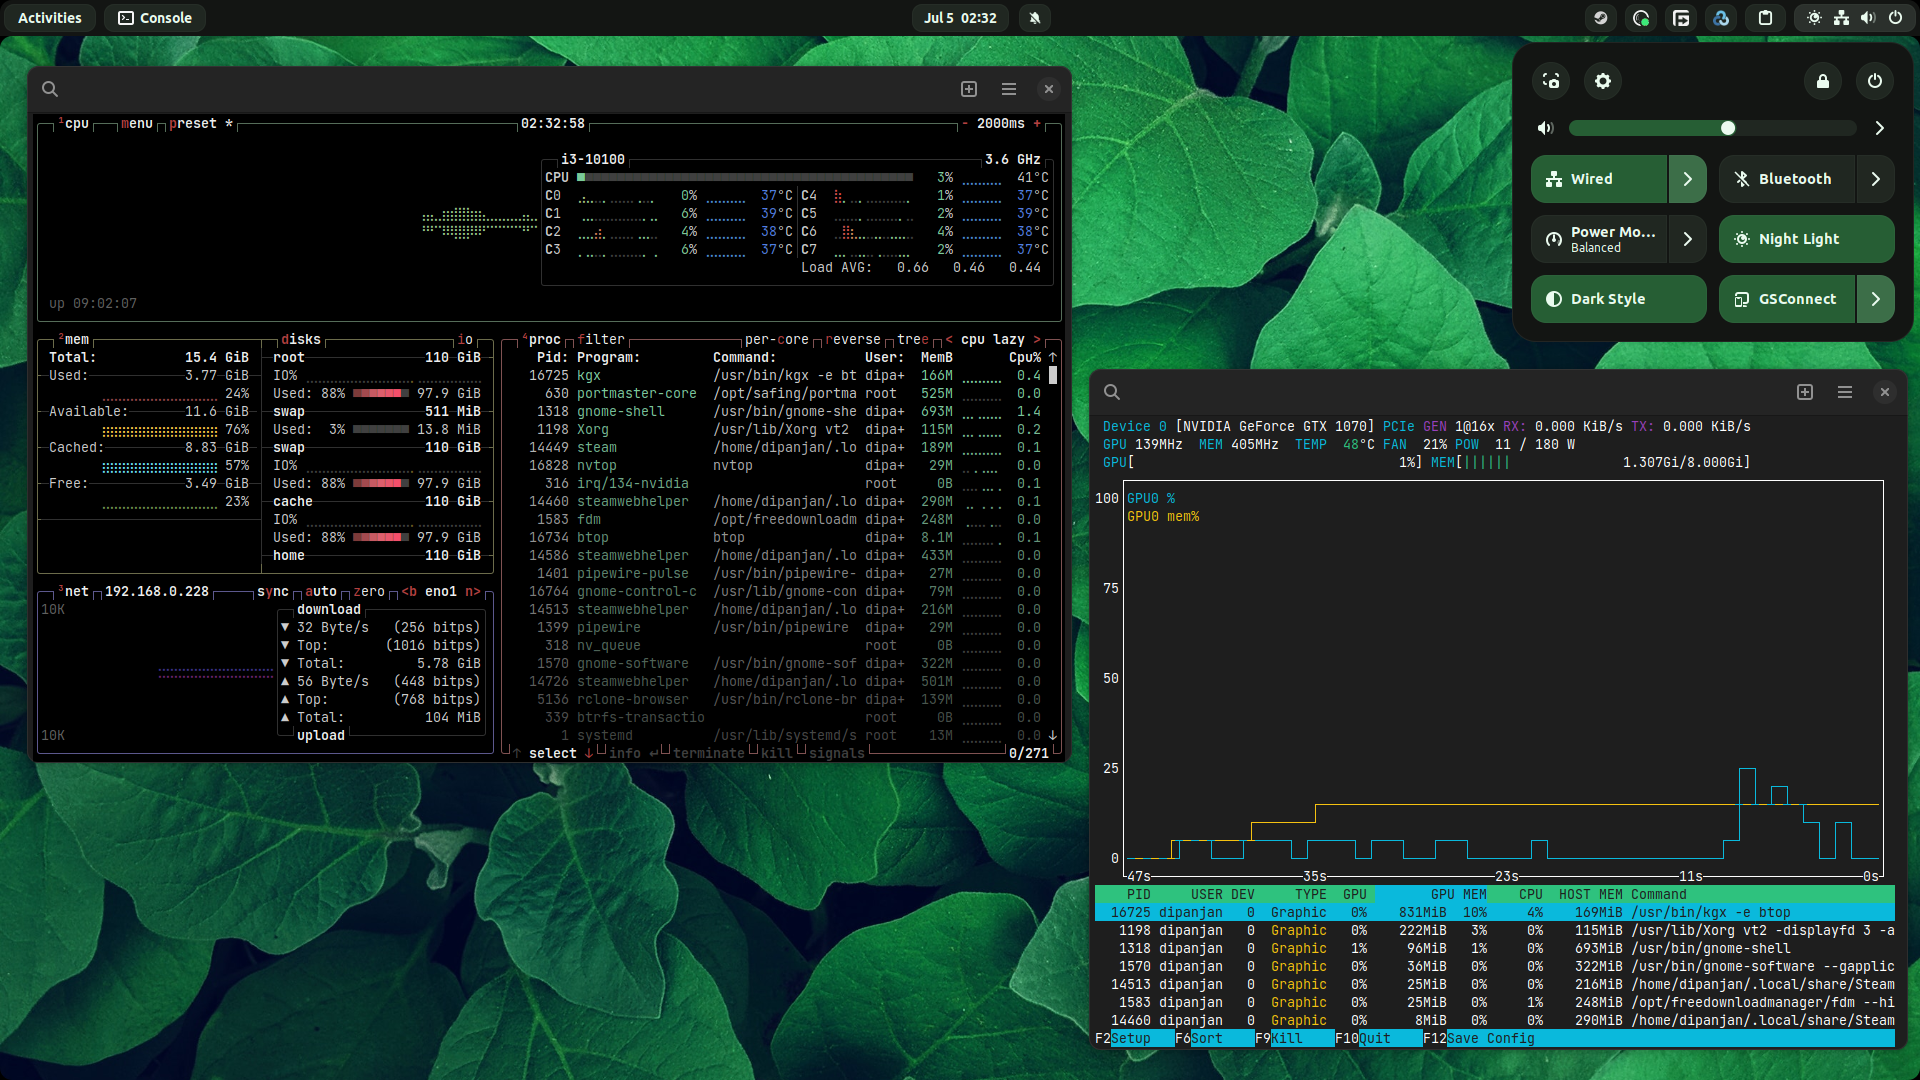 Activities
Console
Jul 5 02:32
¹cpu menu preset * 02:32:58 - 2000ms +
i3-10100 3.6 GHz
CPU 3% 41°C
C0 0% 37°C C4 1% 37°C
C1 6% 39°C C5 2% 39°C
C2 4% 38°C C6 4% 38°C
C3 6% 37°C C7 2% 37°C
Load AVG: 0.66 0.46 0.44
up 09:02:07
²mem disks io
Total: 15.4 GiB
Used: 3.77 GiB
24%
Available: 11.6 GiB
76%
Cached: 8.83 GiB
57%
Free: 3.49 GiB
23%
root 110 GiB
IO%
Used: 88% 97.9 GB
swap 511 MiB
Used: 3% 13.8 MB
swap 110 GiB
IO%
Used: 88% 97.9 GB
cache 110 GiB
IO%
Used: 88% 97.9 GB
home 110 GiB
³net 192.168.0.228 sync auto zero <b eno1 n>
10K
download
▼ 32 Byte/s (256 bitps)
▼ Top: (1016 bitps)
▼ Total: 5.78 GiB
▲ 56 Byte/s (448 bitps)
▲ Top: (768 bitps)
▲ Total: 104 MiB
upload
10K
⁴proc filter per-core reverse tree < cpu lazy >
Pid: Program: Command: User: MemB Cpu% ↑
16725 kgx /usr/bin/kgx -e bt dipa+ 166M 0.4
630 portmaster-core /opt/safing/portma root 525M 0.0
1318 gnome-shell /usr/bin/gnome-she dipa+ 693M 1.4
1198 Xorg /usr/lib/Xorg vt2 dipa+ 115M 0.2
14449 steam /home/dipanjan/.lo dipa+ 189M 0.1
16828 nvtop nvtop dipa+ 29M 0.1
316 irq/134-nvidia root 0B 0.1
14460 steamwebhelper /home/dipanjan/.lo dipa+ 290M 0.1
1583 fdm /opt/freedownloadm dipa+ 248M 0.0
16734 btop btop dipa+ 8.1M 0.1
14586 steamwebhelper /home/dipanjan/.lo dipa+ 433M 0.0
1401 pipewire-pulse /usr/bin/pipewire- dipa+ 27M 0.0
16764 gnome-control-c /usr/lib/gnome-con dipa+ 79M 0.0
14513 steamwebhelper /home/dipanjan/.lo dipa+ 216M 0.0
1399 pipewire /usr/bin/pipewire dipa+ 29M 0.0
318 nv_queue root 0B 0.0
1570 gnome-software /usr/bin/gnome-sof dipa+ 322M 0.0
14726 steamwebhelper /home/dipanjan/.lo dipa+ 501M 0.0
5136 rclone-browser /usr/bin/rclone-br dipa+ 139M 0.0
339 btrfs-transactio root 0B 0.0
1 systemd /usr/lib/systemd/s root 13M 0.0 ↓
↑ select ↓ info ↵ terminate kill signals 0/271
Wired
Bluetooth
Power Mo...
Balanced
Night Light
Dark Style
GSConnect
Device 0 [NVIDIA GeForce GTX 1070] PCIe GEN 1@16x RX: 0.000 KiB/s TX: 0.000 KiB/s
GPU 139MHz MEM 405MHz TEMP 48°C FAN 21% POW 11 / 180 W
GPU[ 1%] MEM[|||||| 1.307Gi/8.000Gi]
100
GPU0 %
GPU0 mem%
75
50
25
0
47s 35s 23s 11s 0s
PID USER DEV TYPE GPU GPU MEM CPU HOST MEM Command
16725 dipanjan 0 Graphic 0% 831MiB 10% 4% 169MiB /usr/bin/kgx -e btop
1198 dipanjan 0 Graphic 0% 222MiB 3% 0% 115MiB /usr/lib/Xorg vt2 -displayfd 3 -a
1318 dipanjan 0 Graphic 1% 96MiB 1% 0% 693MiB /usr/bin/gnome-shell
1570 dipanjan 0 Graphic 0% 36MiB 0% 0% 322MiB /usr/bin/gnome-software --gapplic
14513 dipanjan 0 Graphic 0% 25MiB 0% 0% 216MiB /home/dipanjan/.local/share/Steam
1583 dipanjan 0 Graphic 0% 25MiB 0% 1% 248MiB /opt/freedownloadmanager/fdm --hi
14460 dipanjan 0 Graphic 0% 8MiB 0% 0% 290MiB /home/dipanjan/.local/share/Steam
F2Setup F6Sort F9Kill F10Quit F12Save Config